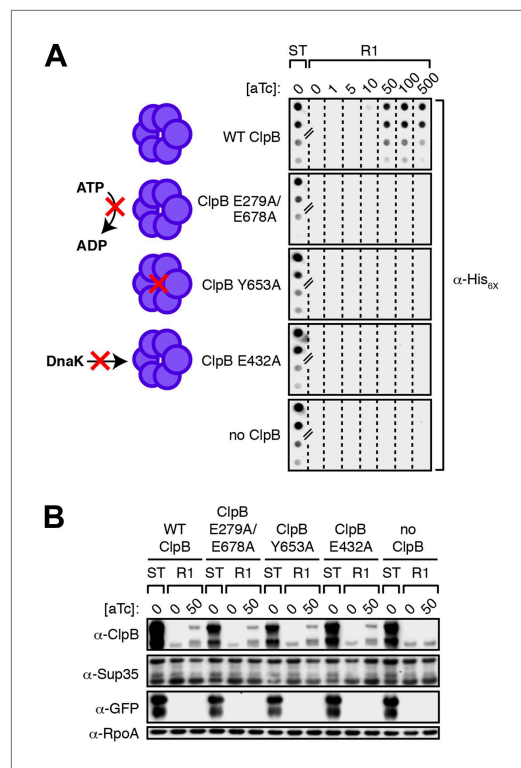 A
ST R1
[aTc]: 0 0 1 5 10 50 100 500
WT ClpB
ATP
ADP
ClpB E279A/
E678A
ClpB Y653A
DnaK
ClpB E432A
no ClpB
α-His6X
B
WT
ClpB
ClpB
E279A/
E678A
ClpB
Y653A
ClpB
E432A
no
ClpB
ST R1 ST R1 ST R1 ST R1 ST R1
[aTc]: 0 0 50 0 0 50 0 0 50 0 0 50 0 0 50
α-ClpB
α-Sup35
α-GFP
α-RpoA